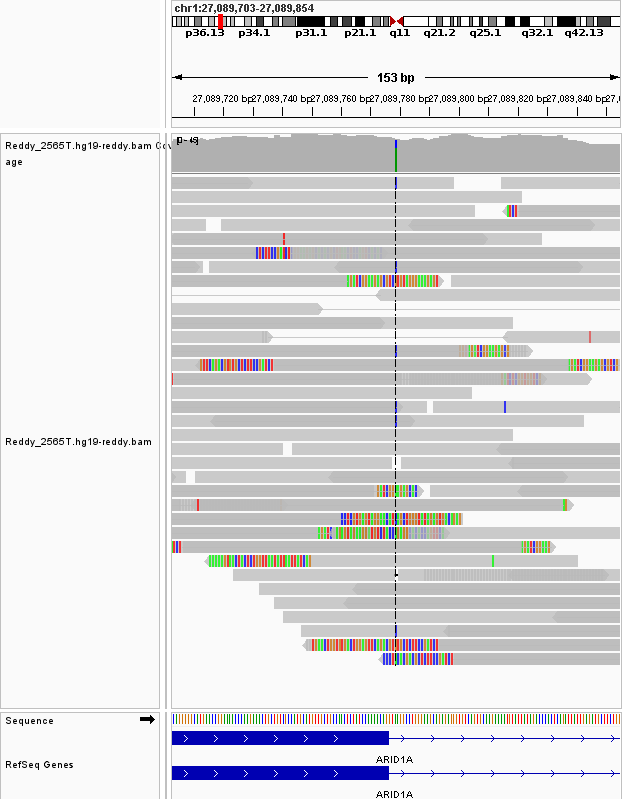 chr1:27,089,703-27,089,854
p36.13 p34.1 p31.1 p21.1 q11 q21.2 q25.1 q32.1 q42.13
153 bp
27,089,720 bp 27,089,740 bp 27,089,760 bp 27,089,780 bp 27,089,800 bp 27,089,820 bp 27,089,840 bp
Reddy_2565T.hg19-reddy.bam Cov
age
Reddy_2565T.hg19-reddy.bam
Sequence
RefSeq Genes
ARID1A
ARID1A